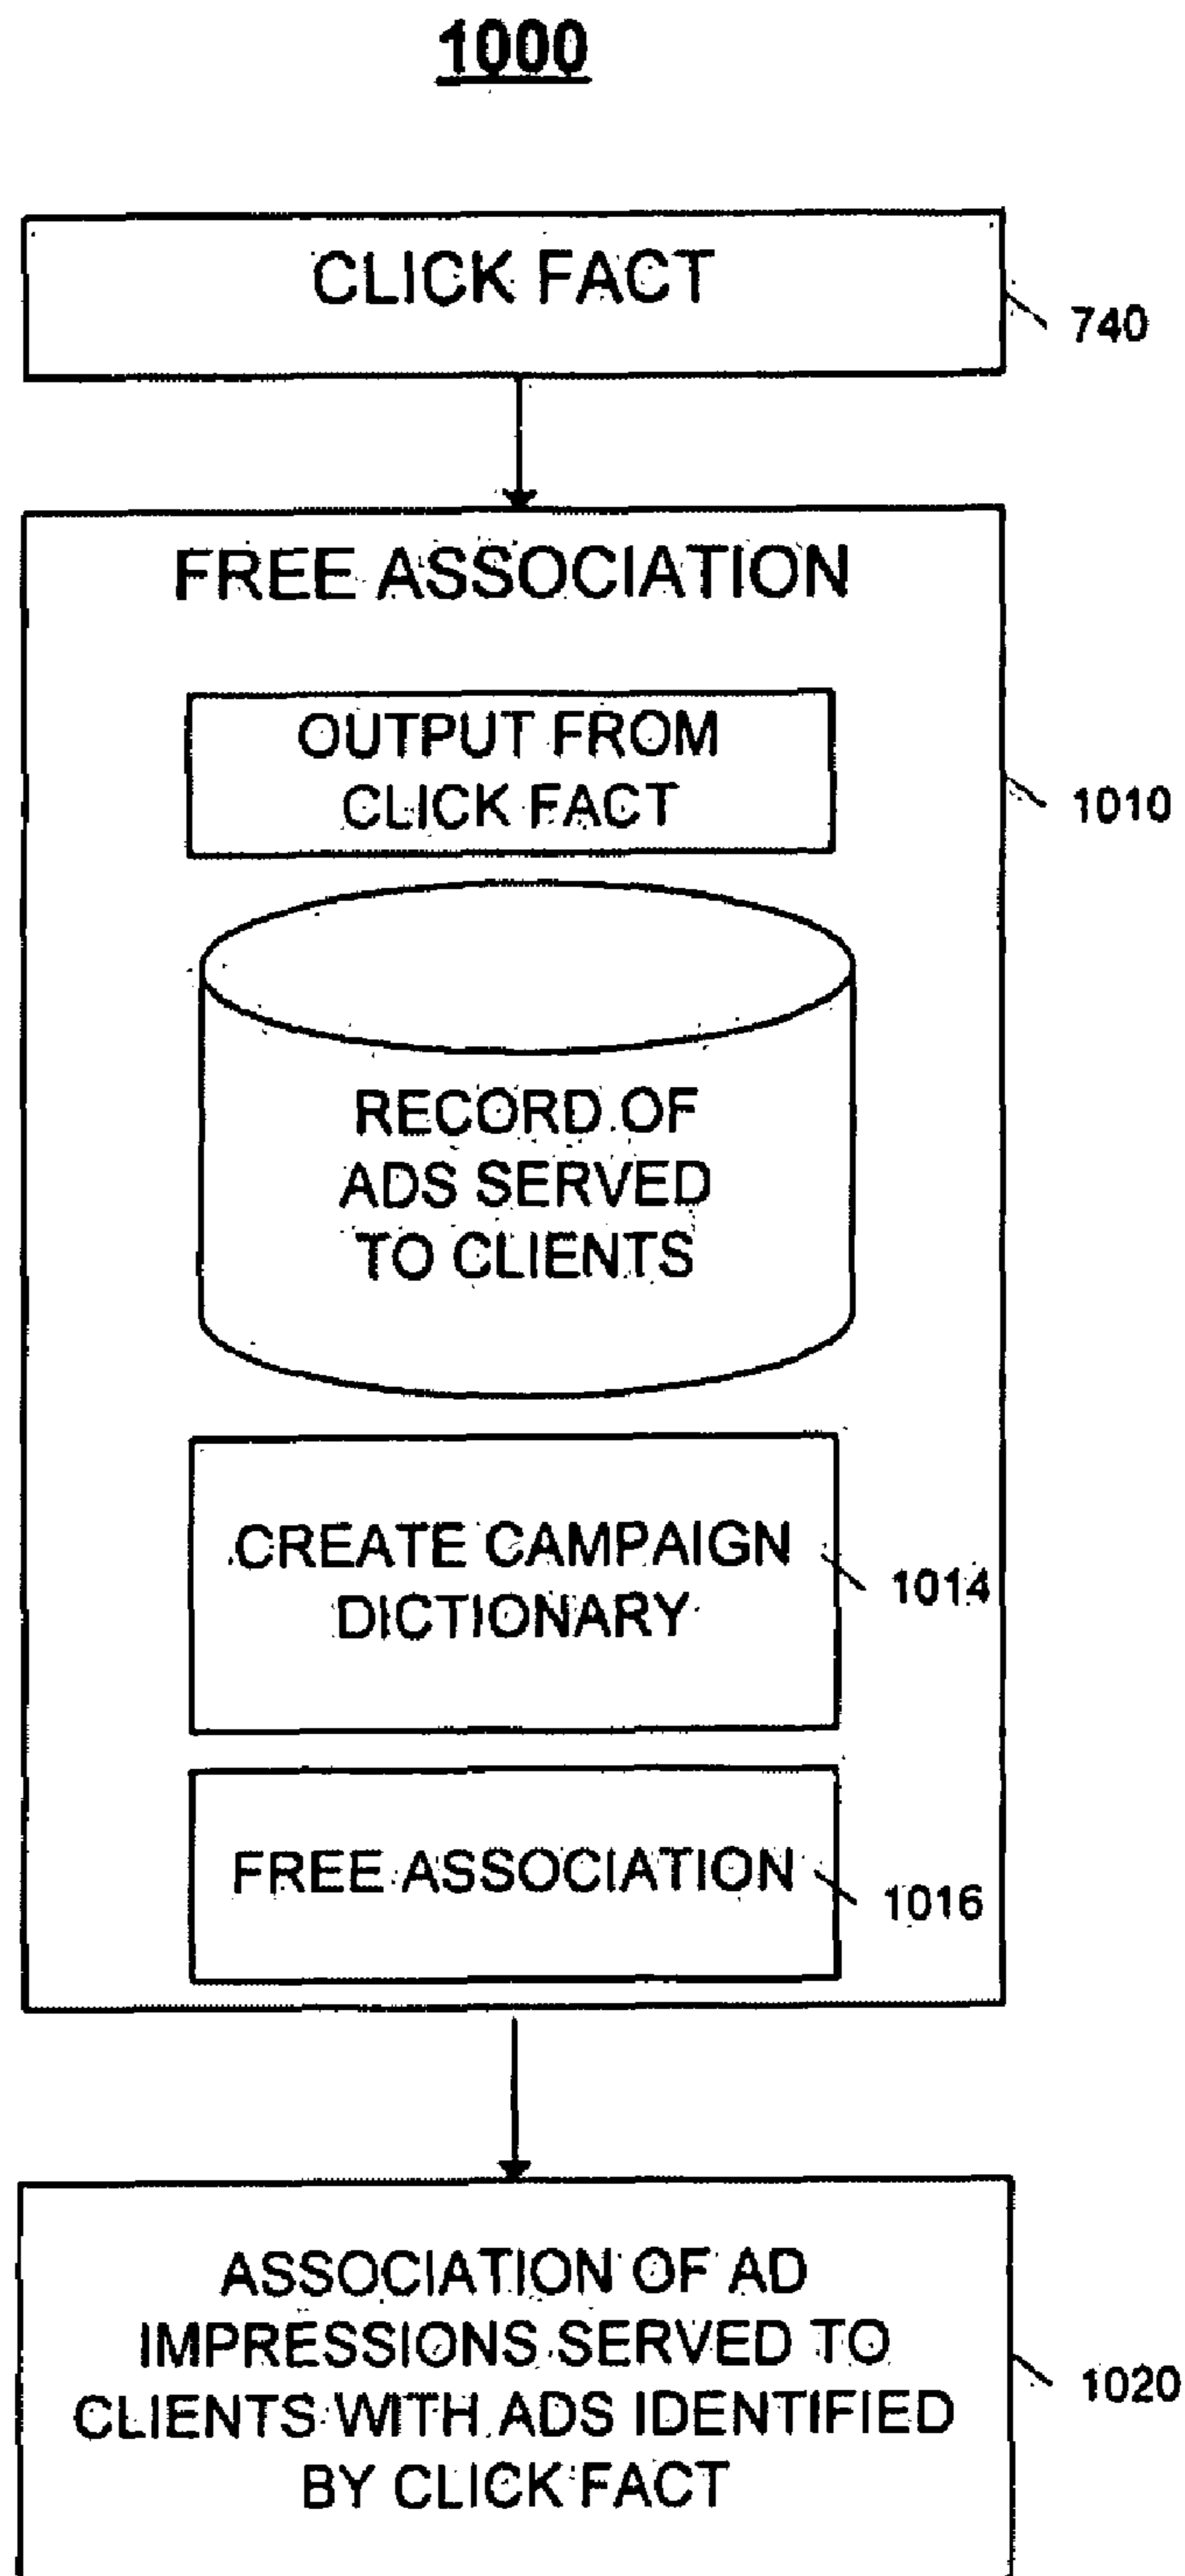 1000
CLICK FACT
740
FREE ASSOCIATION
OUTPUT FROM
CLICK FACT
1010
RECORD OF
ADS SERVED
TO CLIENTS
CREATE CAMPAIGN
DICTIONARY
1014
FREE ASSOCIATION
1016
ASSOCIATION OF AD
IMPRESSIONS SERVED TO
CLIENTS WITH ADS IDENTIFIED
BY CLICK FACT
1020